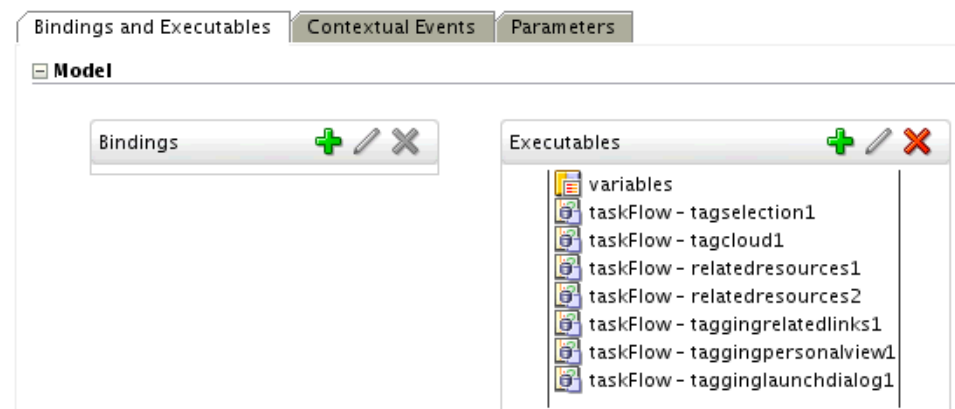 Bindings and Executables Contextual Events Parameters
Model
Bindings Executables
variables
taskFlow - tagselection1
taskFlow - tagcloud1
taskFlow - relatedresources1
taskFlow - relatedresources2
taskFlow - taggingrelatedlinks1
taskFlow - taggingpersonalview1
taskFlow - tagginglaunchdialog1